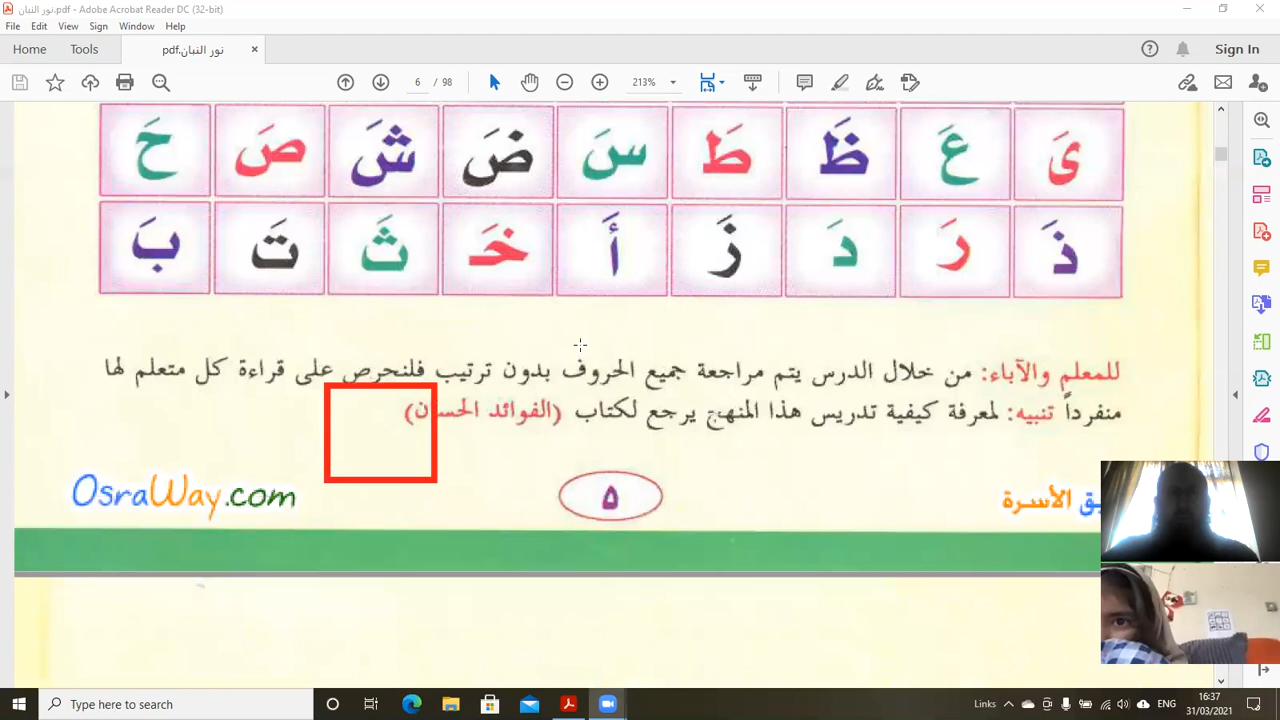 نور النبان.pdf - Adobe Acrobat Reader DC (32-bit)
File Edit View Sign Window Help
Home Tools نور النبان.pdf × Sign In
6 / 98 213%
ىَ عَ ظَ طَ سَ ضَ شَ صَ حَ
ذَ رَ دَ زَ أَ خَ ثَ تَ بَ
للمعلم والآباء: من خلال الدرس يتم مراجعة جميع الحروف بدون ترتيب فلنحرص على قراءة كل متعلم لها
منفرداً تنبيه: لمعرفة كيفية تدريس هذا المنهج يرجع لكتاب (الفوائد الحسان)
OsraWay.com
٥
الأسرة
Type here to search
Links ENG
16:37
31/03/2021